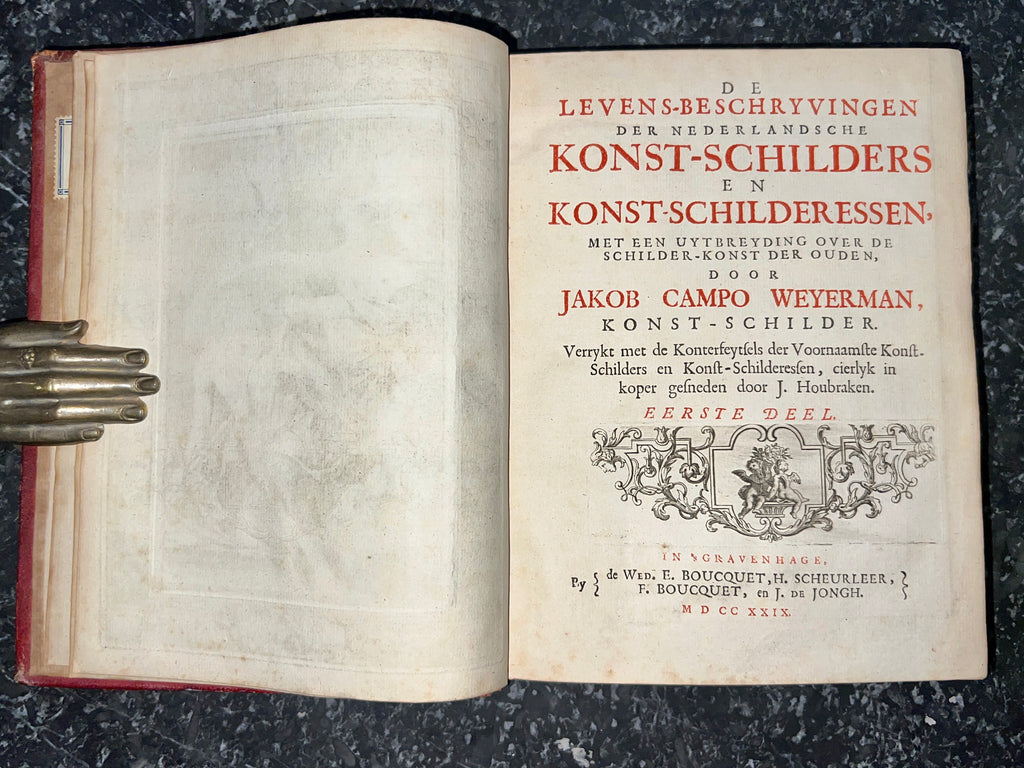 DE
LEVENS-BESCHRYVINGEN
DER NEDERLANDSCHE
KONST-SCHILDERS
EN
KONST-SCHILDERESSEN,
MET EEN UYTBREYDING OVER DE
SCHILDER-KONST DER OUDEN,
DOOR
JAKOB CAMPO WEYERMAN,
KONST-SCHILDER.
Verrykt met de Konterfeytſels der Voornaamſte Konſt-
Schilders en Konſt-Schildereſſen, cierlyk in
koper geſneden door J. Houbraken.
EERSTE DEEL.
IN 'sGRAVENHAGE,
By { de WED. E. BOUCQUET, H. SCHEURLEER, }
F. BOUCQUET, en J. DE JONGH.
MDCCXXIX.